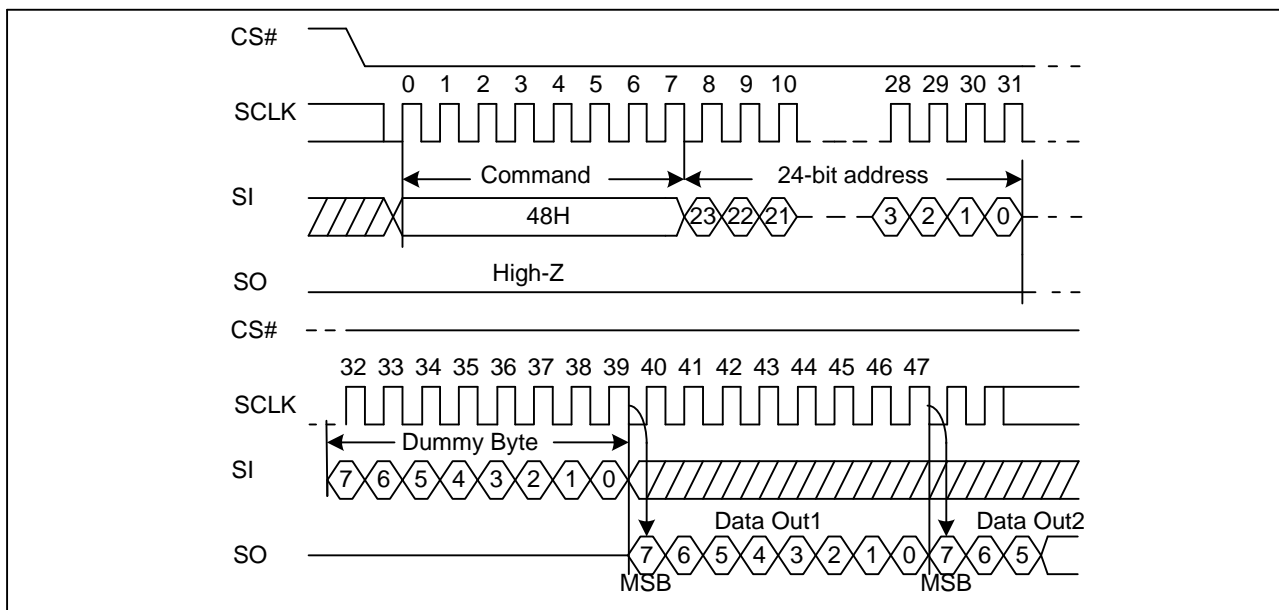 CS#
0 1 2 3 4 5 6 7 8 9 10 28 29 30 31
SCLK
Command 24-bit address
SI
48H 23 22 21 3 2 1 0
High-Z
SO
CS#
32 33 34 35 36 37 38 39 40 41 42 43 44 45 46 47
SCLK
Dummy Byte
SI
7 6 5 4 3 2 1 0
Data Out1 Data Out2
SO
7 6 5 4 3 2 1 0 7 6 5
MSB MSB